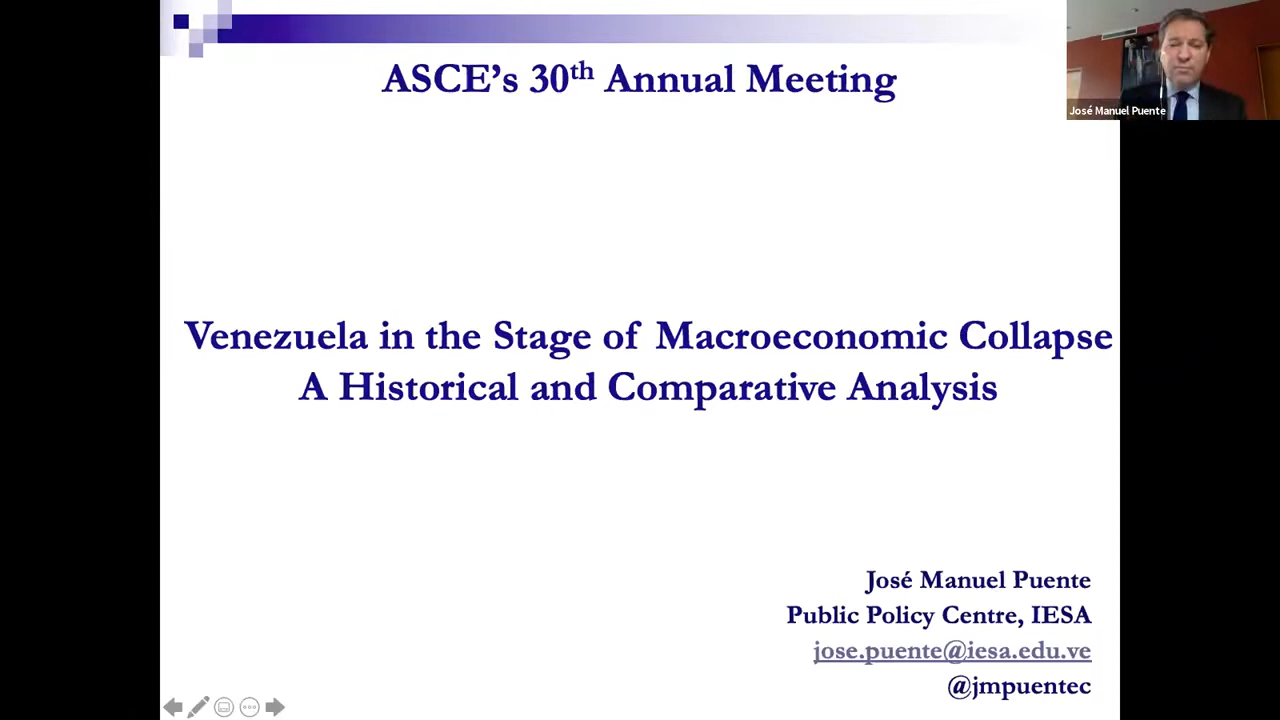 ASCE’s 30th Annual Meeting
José Manuel Puente
Venezuela in the Stage of Macroeconomic Collapse
A Historical and Comparative Analysis
José Manuel Puente
Public Policy Centre, IESA
jose.puente@iesa.edu.ve
@jmpuentec